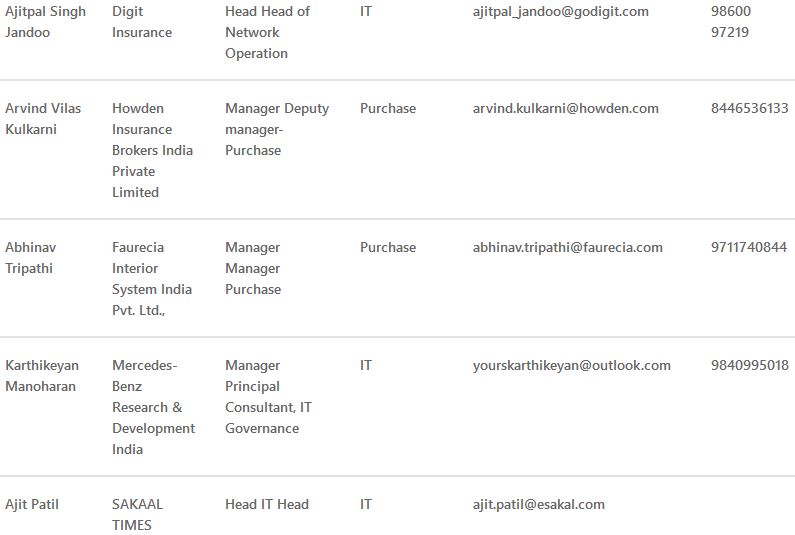 Ajitpal Singh Jandoo
Digit Insurance
Head Head of Network Operation
IT
ajitpal_jandoo@godigit.com
98600 97219
Arvind Vilas Kulkarni
Howden Insurance Brokers India Private Limited
Manager Deputy manager- Purchase
Purchase
arvind.kulkarni@howden.com
8446536133
Abhinav Tripathi
Faurecia Interior System India Pvt. Ltd.,
Manager Manager Purchase
Purchase
abhinav.tripathi@faurecia.com
9711740844
Karthikeyan Manoharan
Mercedes-Benz Research & Development India
Manager Principal Consultant, IT Governance
IT
yourskarthikeyan@outlook.com
9840995018
Ajit Patil
SAKAAL TIMES
Head IT Head
IT
ajit.patil@esakal.com